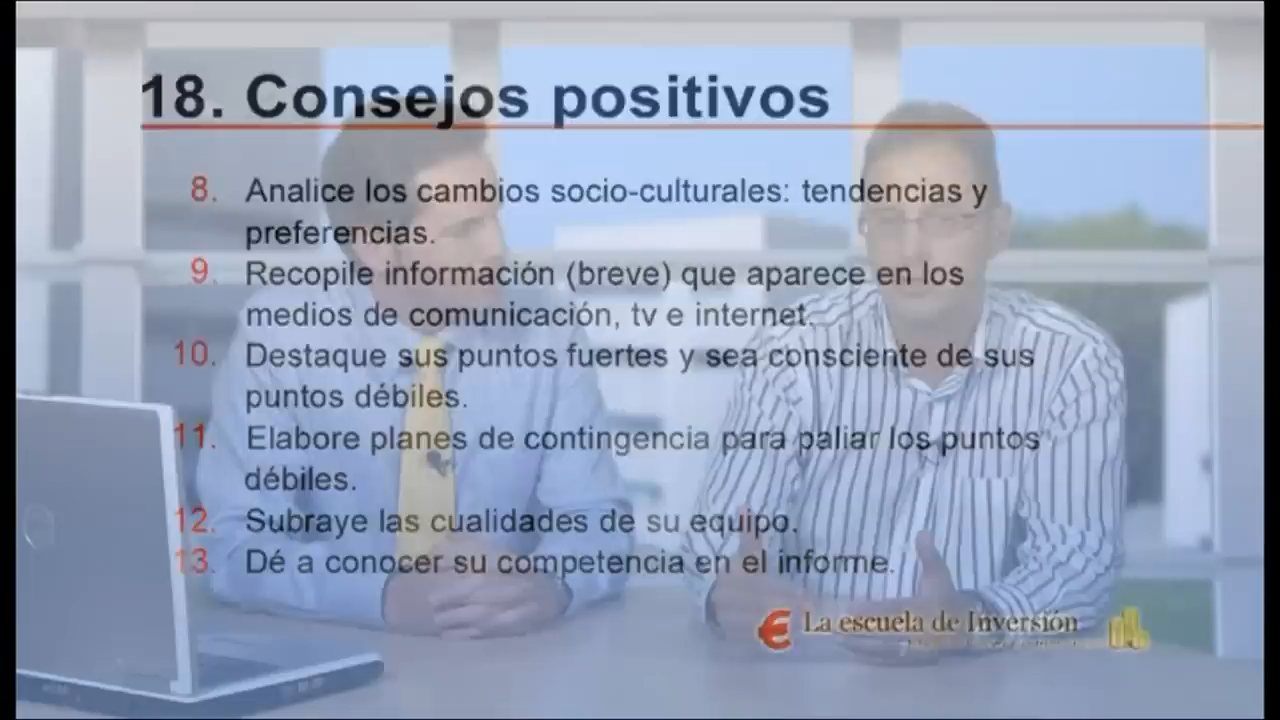 18. Consejos positivos
8. Analice los cambios socio-culturales: tendencias y
preferencias.
9. Recopile información (breve) que aparece en los
medios de comunicación, tv e internet.
10. Destaque sus puntos fuertes y sea consciente de sus
puntos débiles.
11. Elabore planes de contingencia para paliar los puntos
débiles.
12. Subraye las cualidades de su equipo.
13. Dé a conocer su competencia en el informe.
La escuela de Inversión